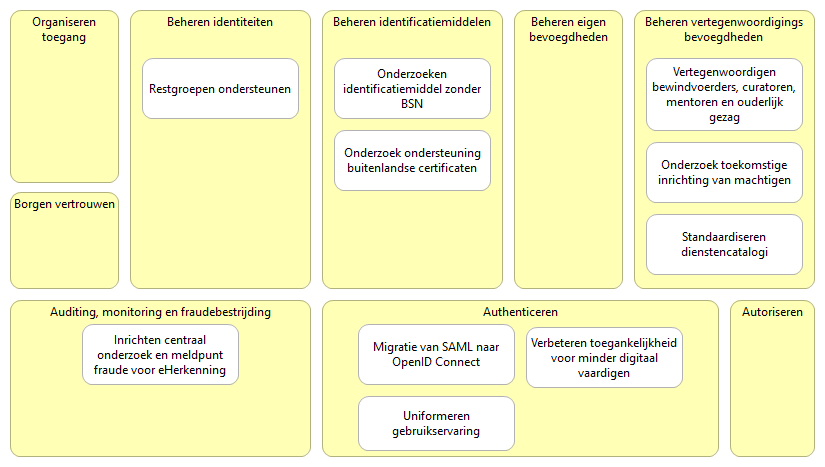 Organiseren
toegang
Borgen vertrouwen
Beheren identiteiten
Restgroepen ondersteunen
Beheren identificatiemiddelen
Onderzoeken
identificatiemiddel zonder
BSN
Onderzoek ondersteuning
buitenlandse certificaten
Beheren eigen
bevoegdheden
Beheren vertegenwoordigings
bevoegdheden
Vertegenwoordigen
bewindvoerders, curatoren,
mentoren en ouderlijk
gezag
Onderzoek toekomstige
inrichting van machtigen
Standaardiseren
dienstencatalogi
Auditing, monitoring en fraudebestrijding
Inrichten centraal
onderzoek en meldpunt
fraude voor eHerkenning
Authenticeren
Migratie van SAML naar
OpenID Connect
Verbeteren toegankelijkheid
voor minder digitaal
vaardigen
Uniformeren
gebruikservaring
Autoriseren